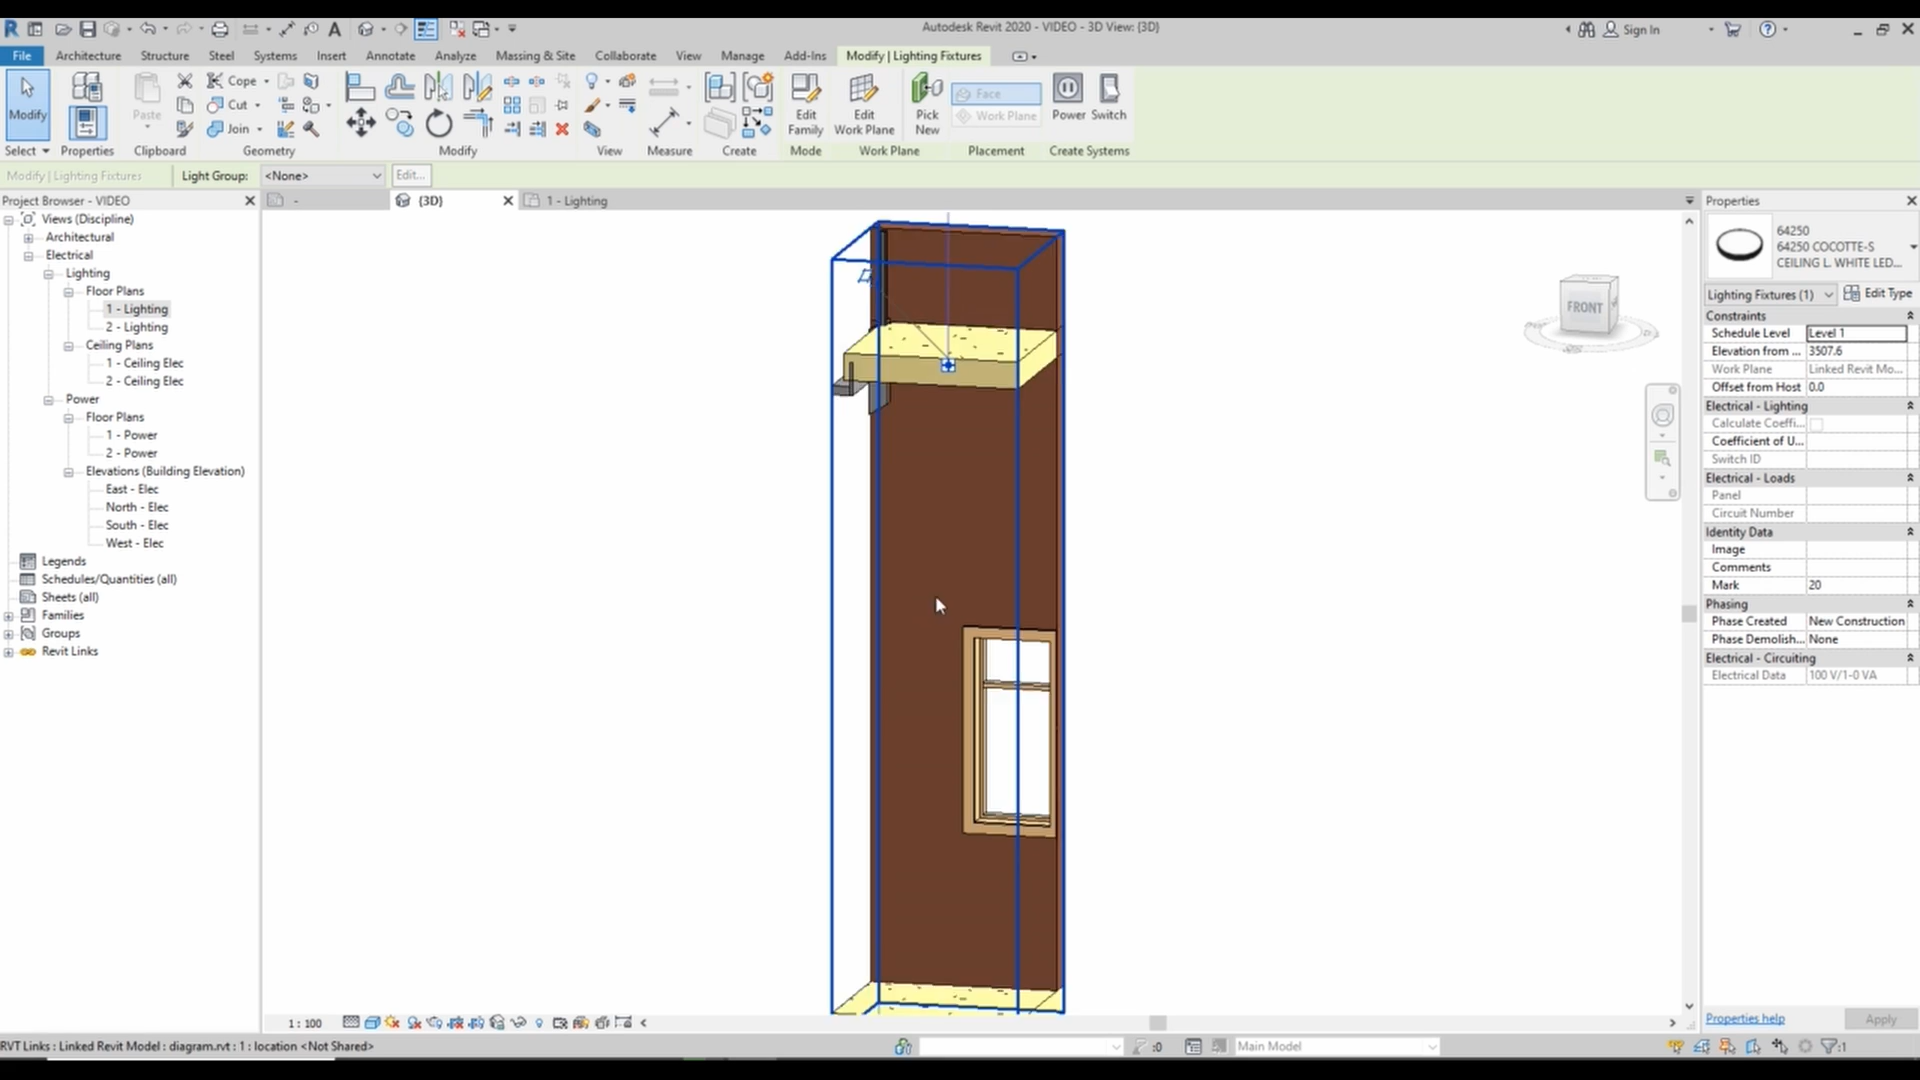 Autodesk Revit 2020 - VIDEO - 3D View: {3D}
Sign In
File Architecture Structure Steel Systems Insert Annotate Analyze Massing & Site Collaborate View Manage Add-Ins Modify | Lighting Fixtures
Modify
Paste
Cope
Cut
Join
Edit Family
Edit Work Plane
Pick New
Face
Work Plane
Power Switch
Select Properties Clipboard Geometry Modify View Measure Create Mode Work Plane Placement Create Systems
Modify | Lighting Fixtures Light Group: <None> Edit...
Project Browser - VIDEO
- {3D} 1 - Lighting
Views (Discipline)
Architectural
Electrical
Lighting
Floor Plans
1 - Lighting
2 - Lighting
Ceiling Plans
1 - Ceiling Elec
2 - Ceiling Elec
Power
Floor Plans
1 - Power
2 - Power
Elevations (Building Elevation)
East - Elec
North - Elec
South - Elec
West - Elec
Legends
Schedules/Quantities (all)
Sheets (all)
Families
Groups
Revit Links
FRONT
Properties
64250
64250 COCOTTE-S
CEILING L. WHITE LED...
Lighting Fixtures (1) Edit Type
Constraints
Schedule Level Level 1
Elevation from ... 3507.6
Work Plane Linked Revit Mo...
Offset from Host 0.0
Electrical - Lighting
Calculate Coeffi...
Coefficient of U...
Switch ID
Electrical - Loads
Panel
Circuit Number
Identity Data
Image
Comments
Mark 20
Phasing
Phase Created New Construction
Phase Demolish... None
Electrical - Circuiting
Electrical Data 100 V/1-0 VA
Properties help Apply
1 : 100
RVT Links : Linked Revit Model : diagram.rvt : 1 : location <Not Shared>
:0
Main Model
:1